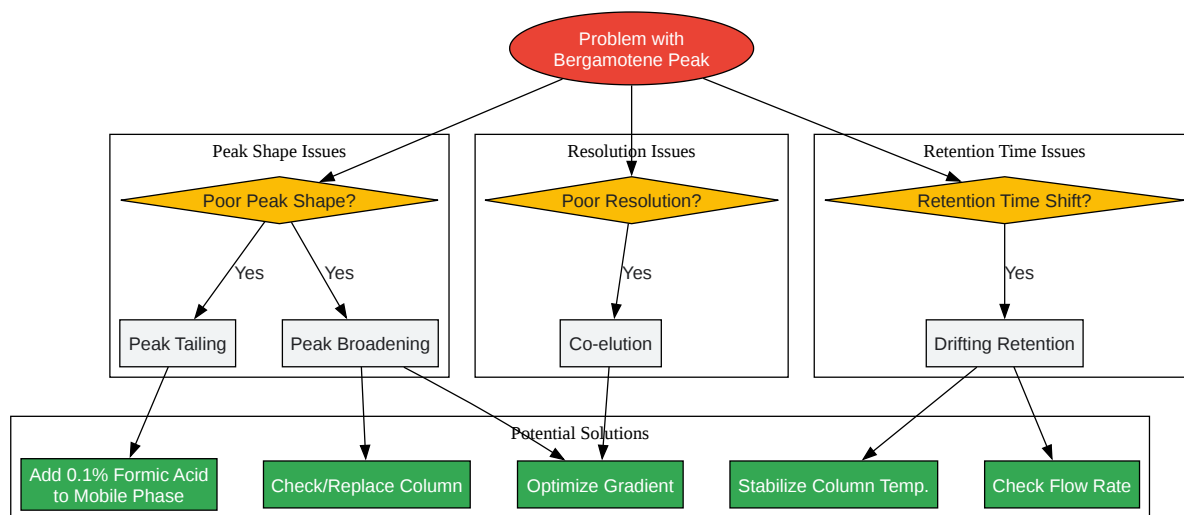 Problem with
Bergamotene Peak
Peak Shape Issues
Resolution Issues
Retention Time Issues
Poor Peak Shape?
Poor Resolution?
Retention Time Shift?
Yes
Yes
Yes
Yes
Peak Tailing
Peak Broadening
Co-elution
Drifting Retention
Potential Solutions
Add 0.1% Formic Acid
to Mobile Phase
Check/Replace Column
Optimize Gradient
Stabilize Column Temp.
Check Flow Rate